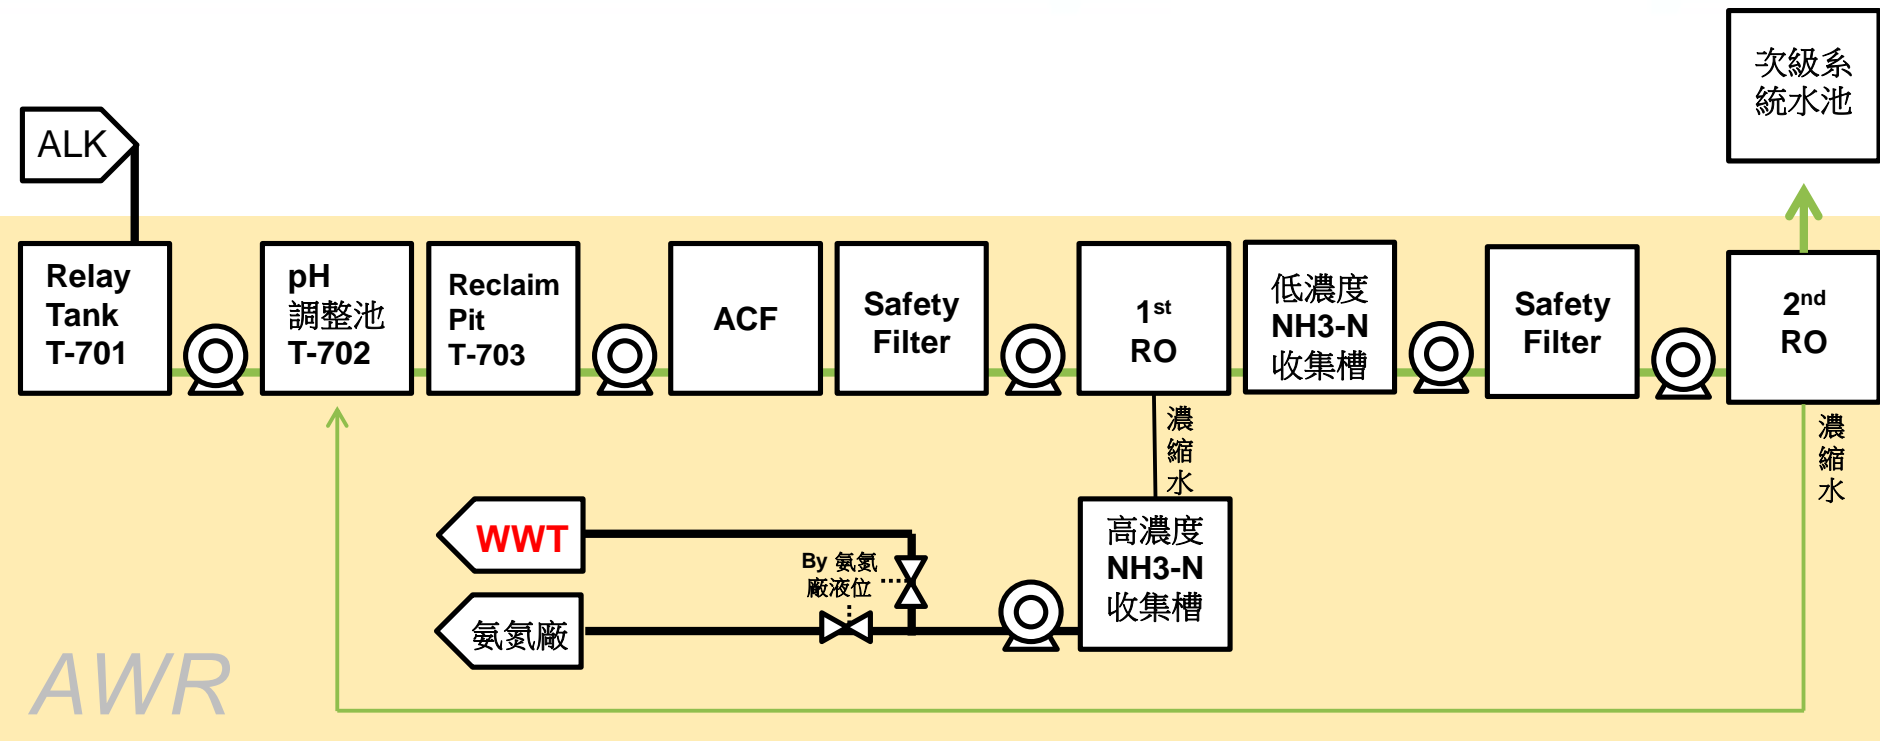 次級系
統水池
ALK
Relay
Tank
T-701
pH
調整池
T-702
Reclaim
Pit
T-703
ACF
Safety
Filter
1st
RO
低濃度
NH3-N
收集槽
Safety
Filter
2nd
RO
濃
縮
水
濃
縮
水
WWT
By 氨氮
廠液位
高濃度
NH3-N
收集槽
氨氮廠
AWR